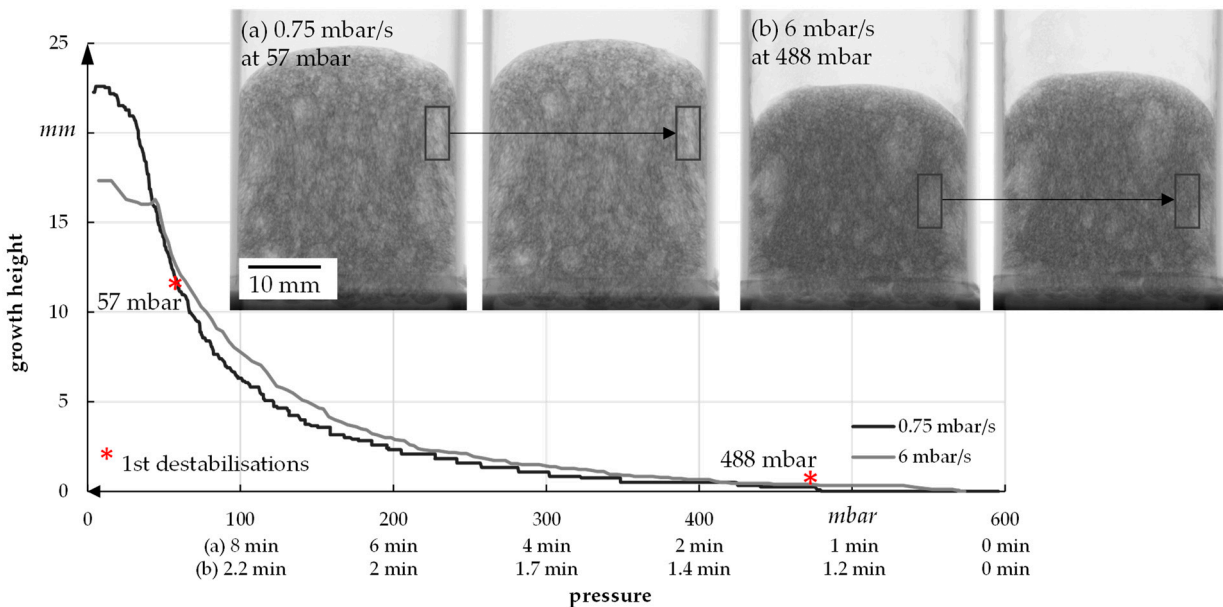 (a) 0.75 mbar/s
at 57 mbar
(b) 6 mbar/s
at 488 mbar
10 mm
25
mm
15
10
5
0
growth height
57 mbar
* 1st destabilisations
488 mbar *
0.75 mbar/s
6 mbar/s
0 100 200 300 400 mbar 600
(a) 8 min 6 min 4 min 2 min 1 min 0 min
(b) 2.2 min 2 min 1.7 min 1.4 min 1.2 min 0 min
pressure